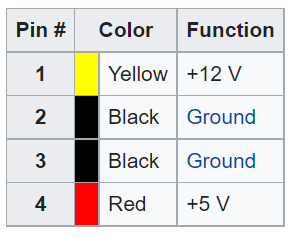 Pin # Color Function
1 Yellow +12 V
2 Black Ground
3 Black Ground
4 Red +5 V